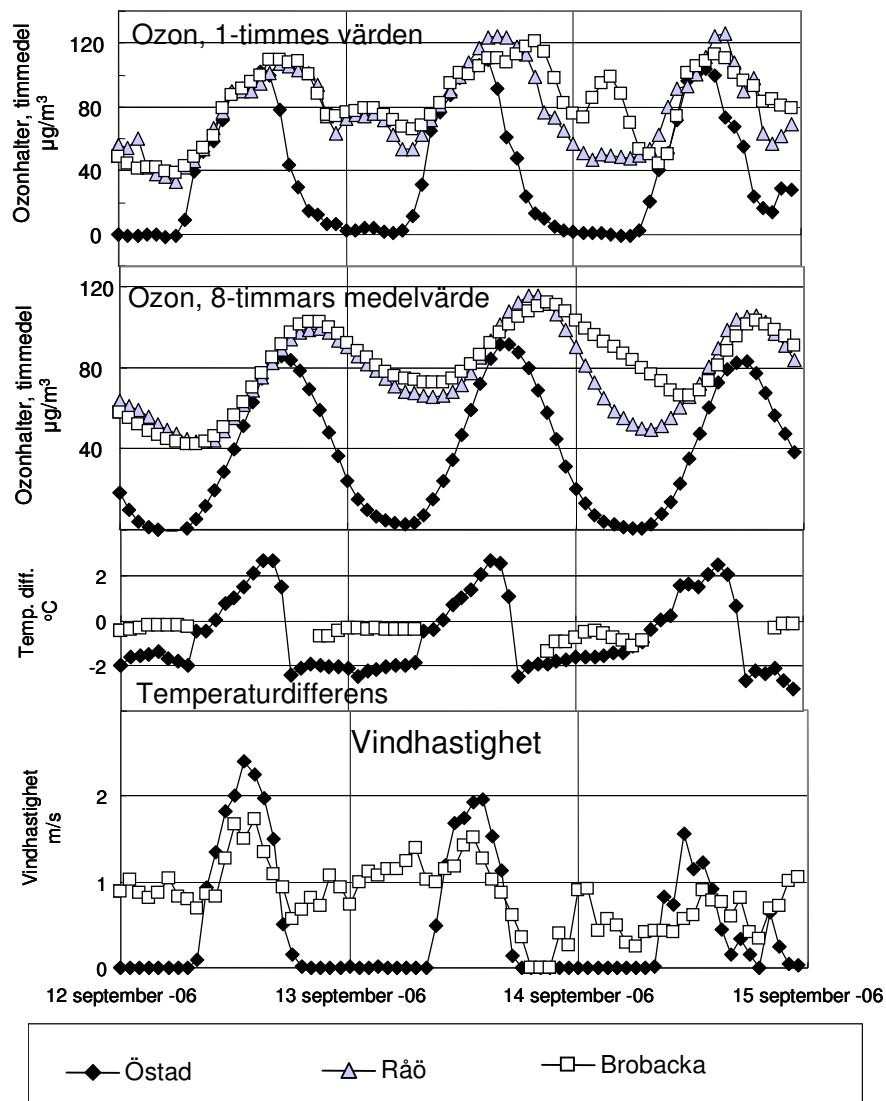 Ozon, 1-timmes värden
Ozonhalter, timmedel
µg/m³
120
80
40
0
Ozon, 8-timmars medelvärde
Ozonhalter, timmedel
µg/m³
120
80
40
Temp. diff.
ºC
2
0
-2
Temperaturdifferens
Vindhastighet
Vindhastighet
m/s
2
1
0
12 september -06
13 september -06
14 september -06
15 september -06
Östad
Råö
Brobacka